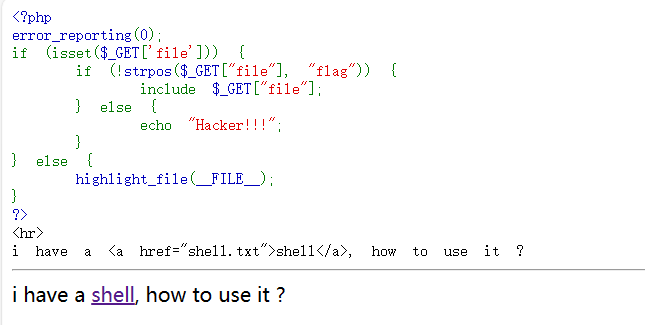 <?php
error_reporting(0);
if (isset($_GET['file'])) {
if (!strpos($_GET["file"], "flag")) {
include $_GET["file"];
} else {
echo "Hacker!!!";
}
} else {
highlight_file(__FILE__);
}
?>
<hr>
i have a <a href="shell.txt">shell</a>, how to use it ?
i have a shell, how to use it ?